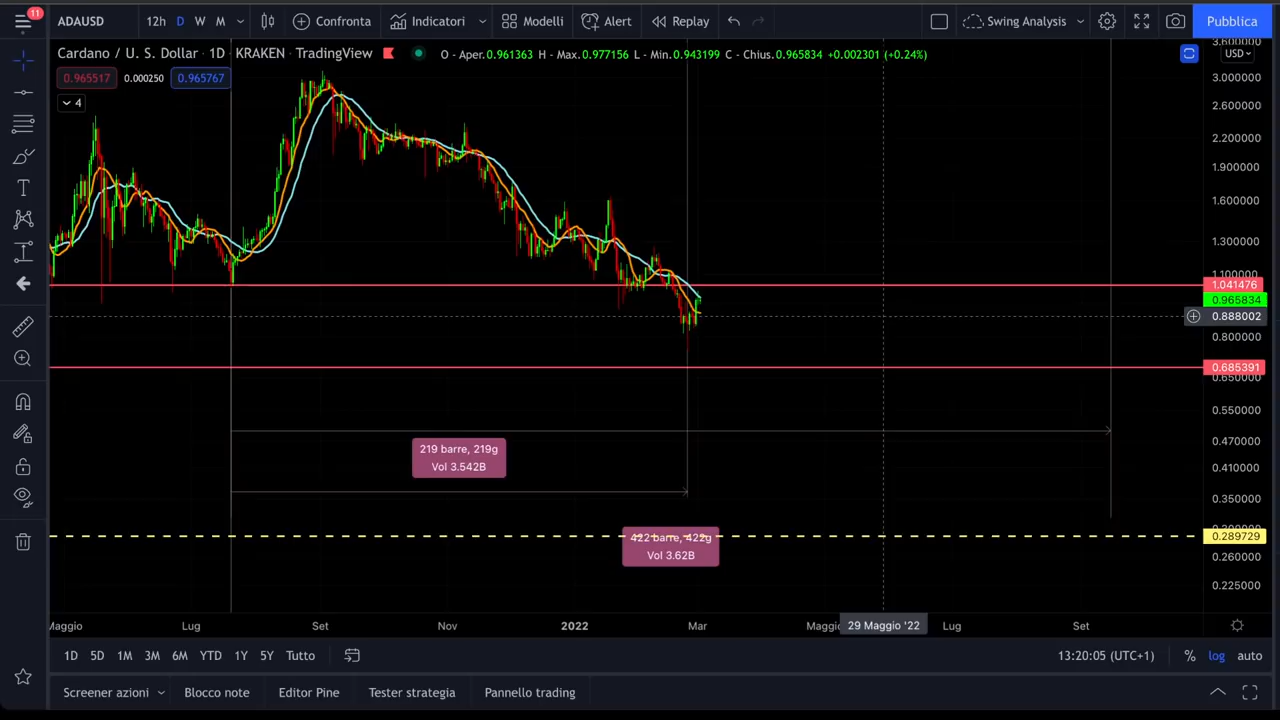 11
ADAUSD
12h D W M
Confronta
Indicatori
Modelli
Alert
Replay
Swing Analysis
Pubblica
Cardano / U. S. Dollar · 1D · KRAKEN · TradingView
O - Aper.0.961363 H - Max.0.977156 L - Min.0.943199 C - Chius.0.965834 +0.002301 (+0.24%)
0.965517 0.000250 0.965767
4
USD
3.600000
3.000000
2.600000
2.200000
1.900000
1.600000
1.300000
1.100000
1.041476
0.965834
0.888002
0.800000
0.685391
0.650000
0.550000
0.470000
0.410000
0.350000
0.300000
0.289729
0.260000
0.225000
219 barre, 219g
Vol 3.542B
422 barre, 422g
Vol 3.62B
Maggio Lug Set Nov 2022 Mar Maggio 29 Maggio '22 Lug Set
1D 5D 1M 3M 6M YTD 1Y 5Y Tutto
13:20:05 (UTC+1) % log auto
Screener azioni Blocco note Editor Pine Tester strategia Pannello trading